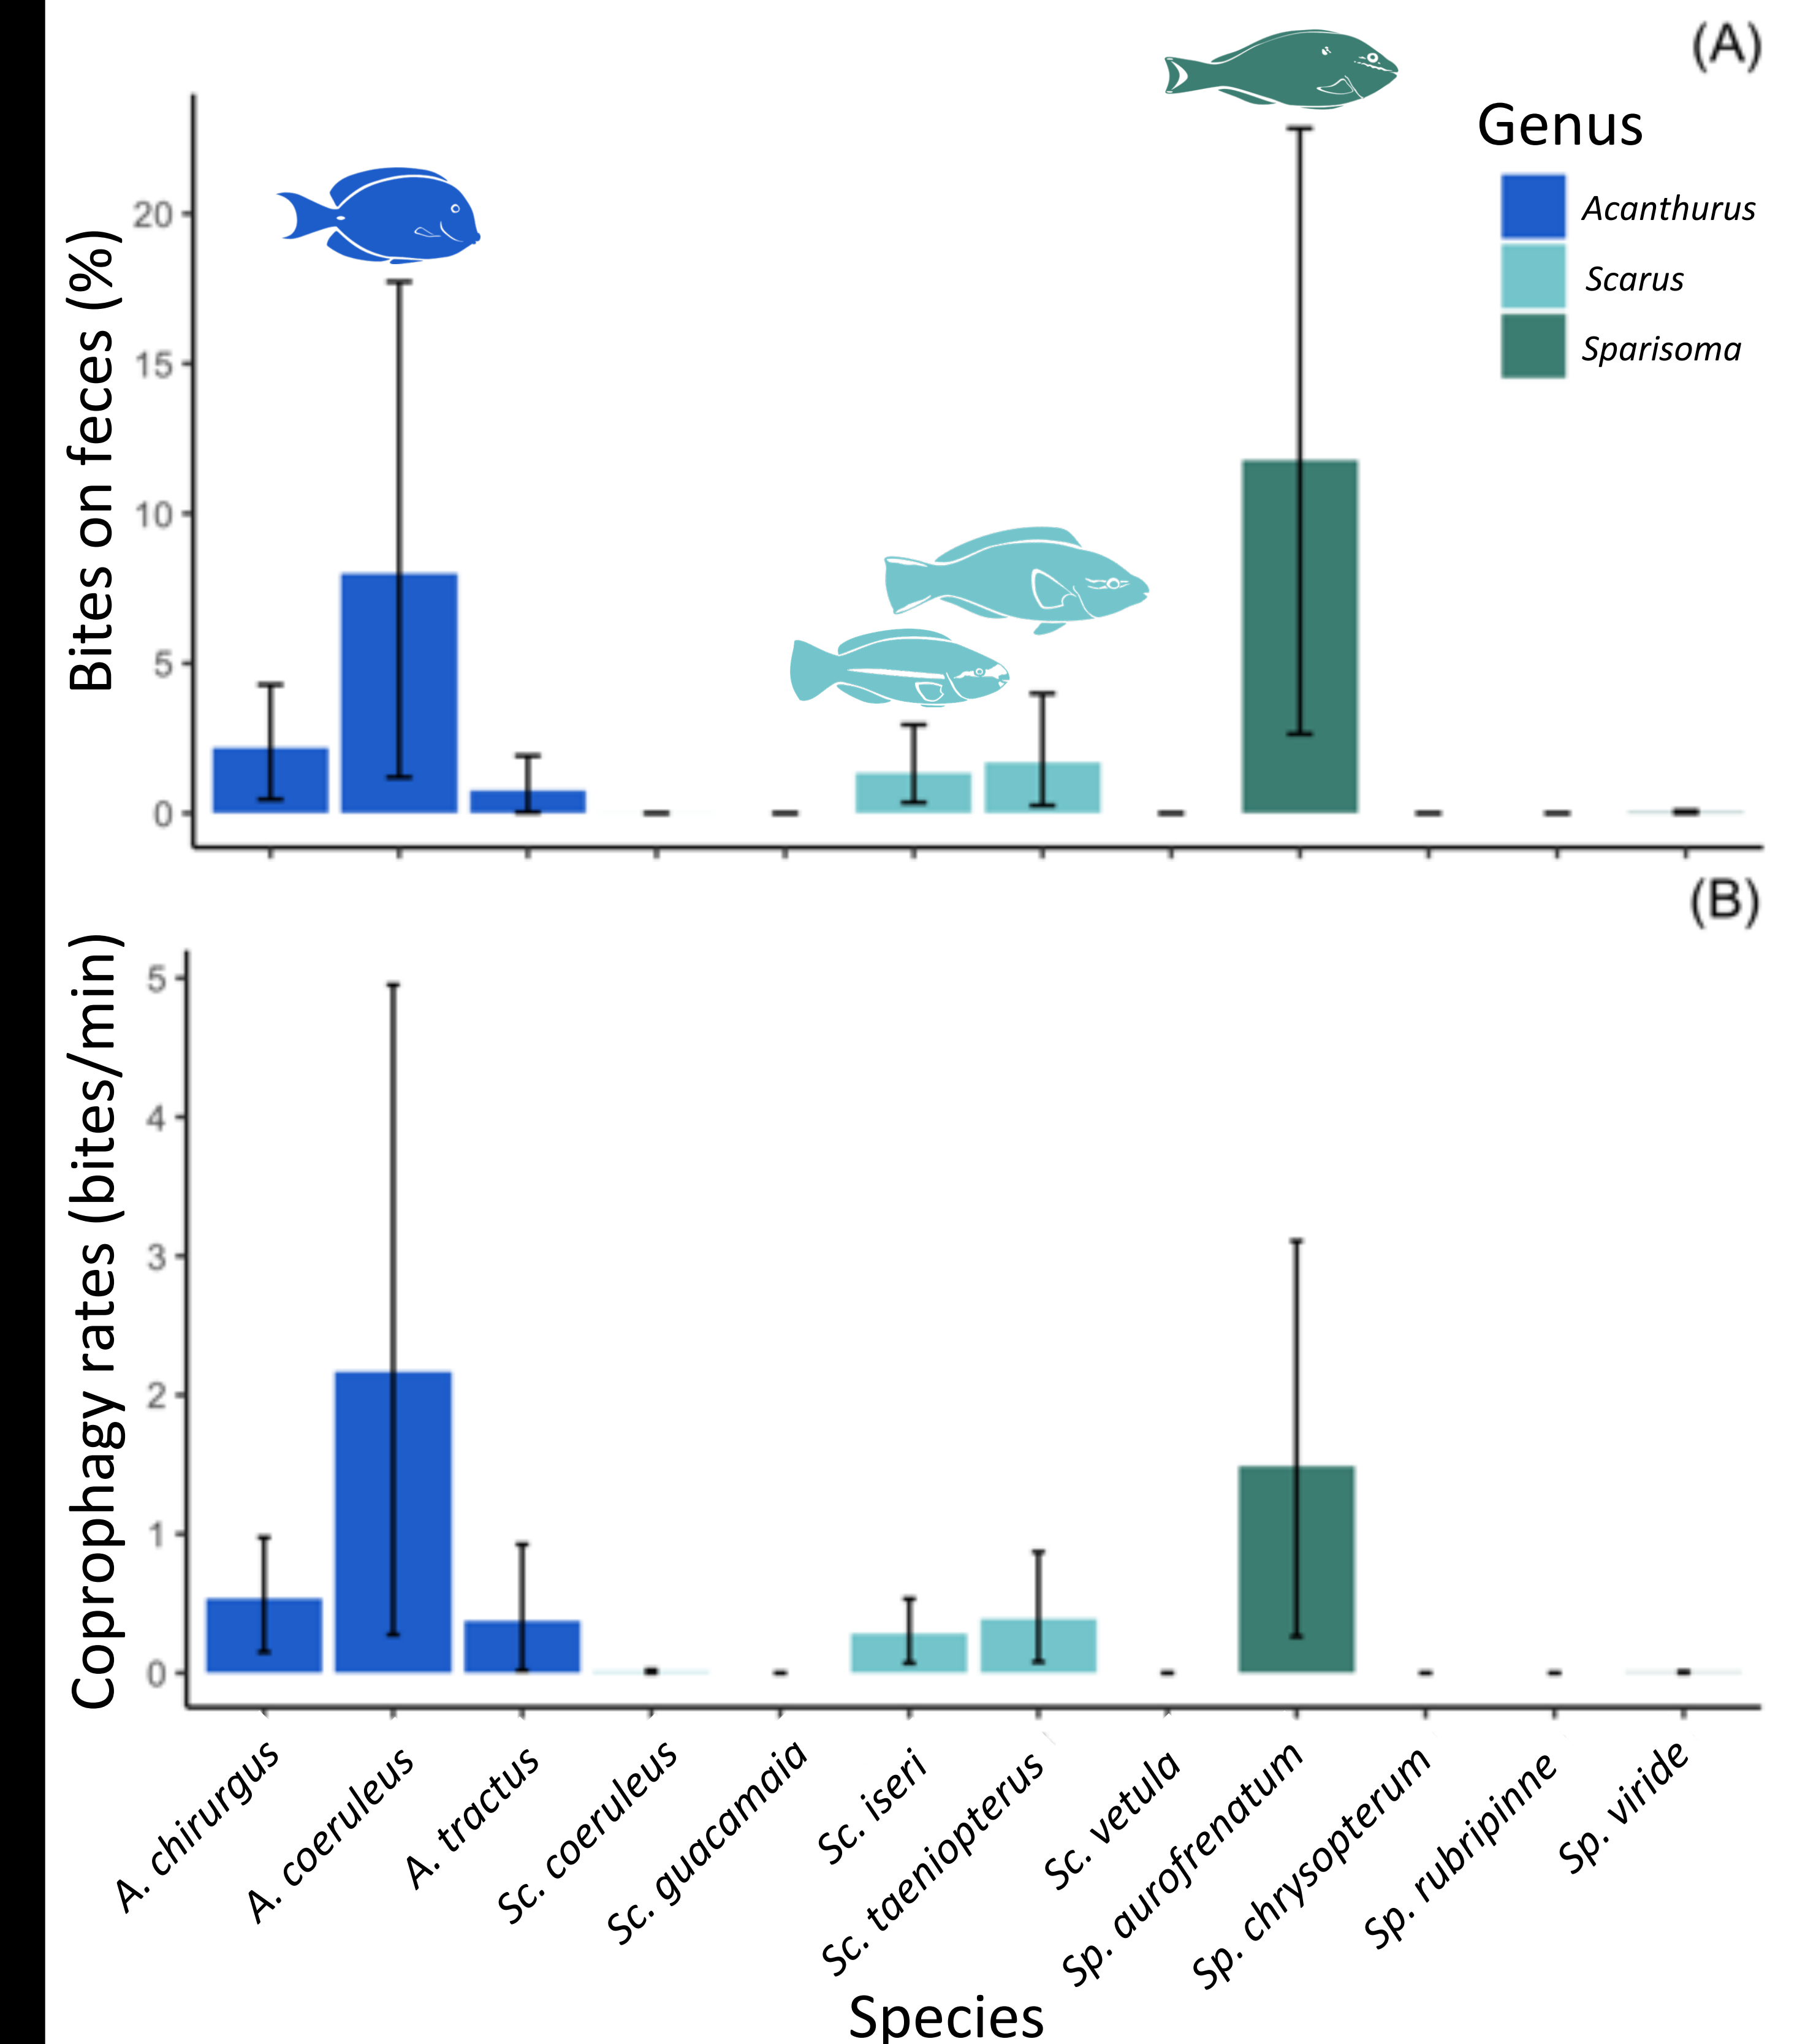 (A)
Genus
Acanthurus
Scarus
Sparisoma
Bites on feces (%)
20
15
10
5
0
(B)
Coprophagy rates (bites/min)
5
4
3
2
1
0
A. chirurgus
A. coeruleus
A. tractus
Sc. coeruleus
Sc. guacamaia
Sc. iseri
Sc. taeniopterus
Sc. vetula
Sp. aurofrenatum
Sp. chrysopterum
Sp. rubripinne
Sp. viride
Species